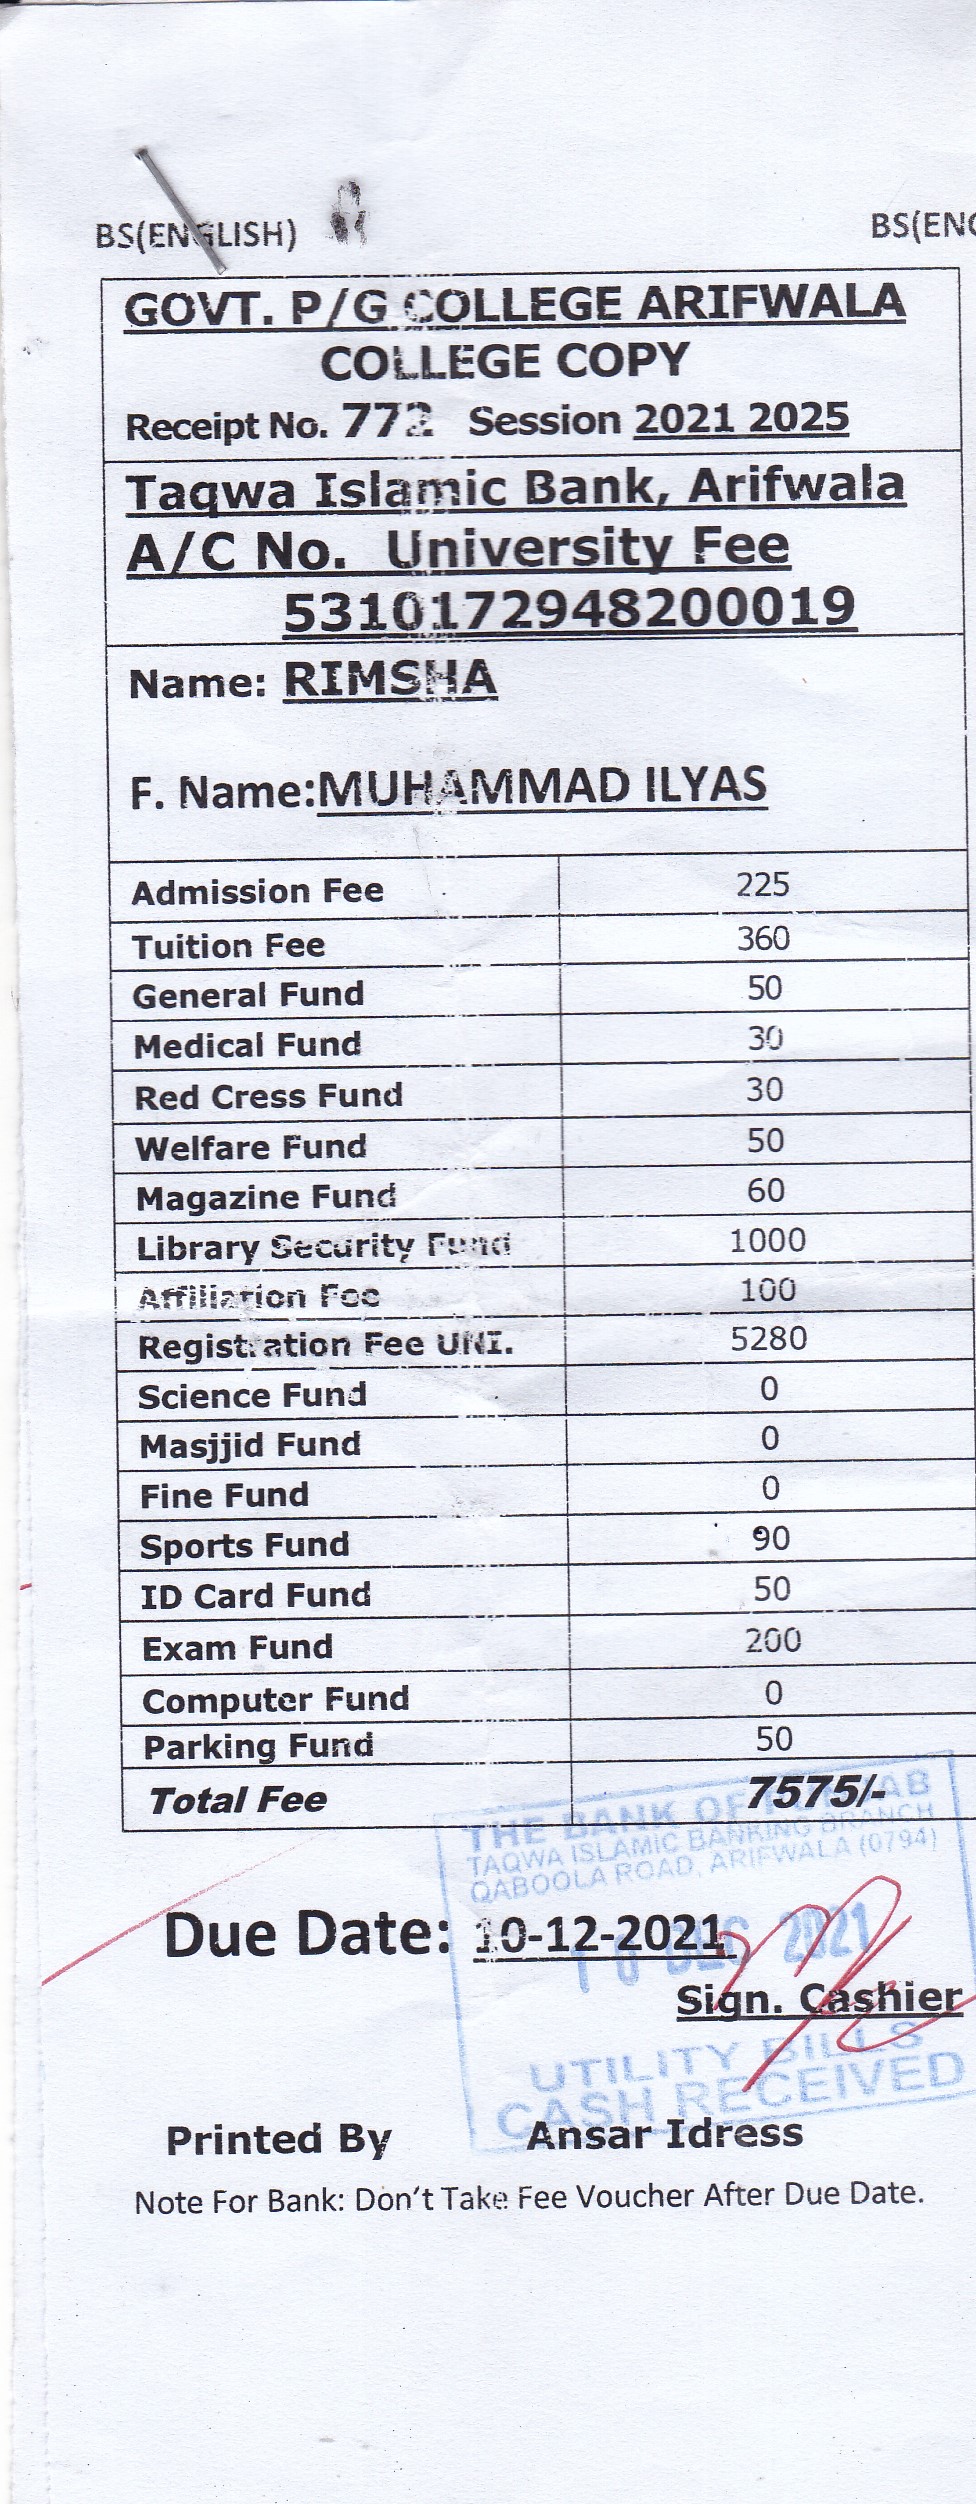 BS(ENGLISH)
BS(ENG
GOVT. P/G COLLEGE ARIFWALA
COLLEGE COPY
Receipt No. 772 Session 2021 2025
Taqwa Islamic Bank, Arifwala
A/C No. University Fee
5310172948200019
Name: RIMSHA
F. Name:MUHAMMAD ILYAS
Admission Fee 225
Tuition Fee 360
General Fund 50
Medical Fund 30
Red Cress Fund 30
Welfare Fund 50
Magazine Fund 60
Library Security Fund 1000
Affiliation Fee 100
Registration Fee UNI. 5280
Science Fund 0
Masjjid Fund 0
Fine Fund 0
Sports Fund 90
ID Card Fund 50
Exam Fund 200
Computer Fund 0
Parking Fund 50
Total Fee 7575/-
THE BANK OF PUNJAB
TAQWA ISLAMIC BANKING BRANCH
QABOOLA ROAD, ARIFWALA (0794)
Due Date: 10-12-2021
DEC 2021
Sign. Cashier
UTILITY BILLS
CASH RECEIVED
Printed By Ansar Idress
Note For Bank: Don't Take Fee Voucher After Due Date.